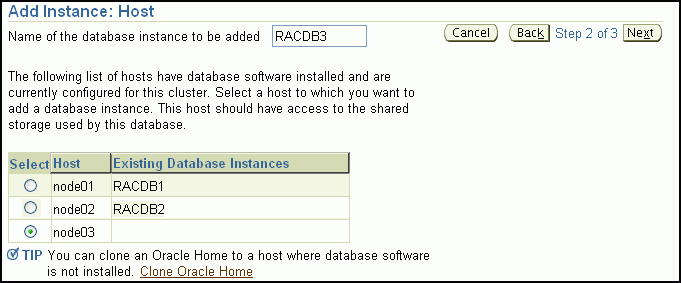 Add Instance: Host
Name of the database instance to be added RACDB3 Cancel Back Step 2 of 3 Next
The following list of hosts have database software installed and are
currently configured for this cluster. Select a host to which you want to
add a database instance. This host should have access to the shared
storage used by this database.
Select Host Existing Database Instances
node01 RACDB1
node02 RACDB2
node03
TIP You can clone an Oracle Home to a host where database software
is not installed. Clone Oracle Home